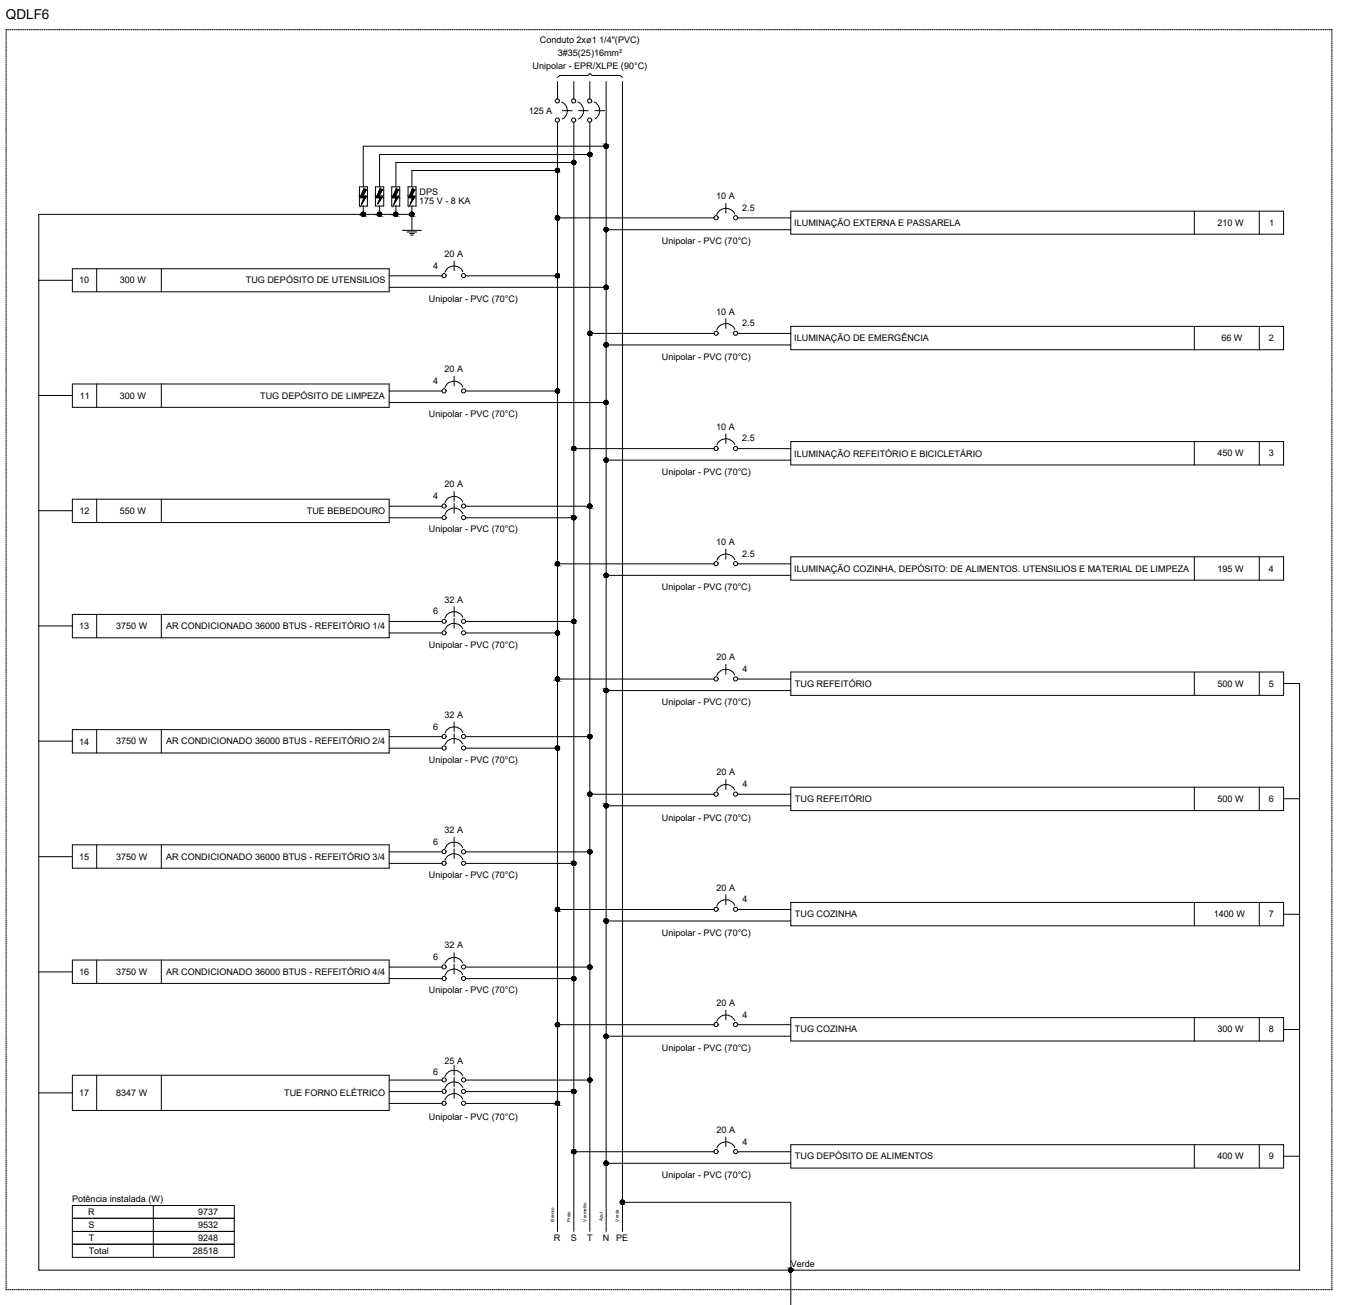 QDLF6
Conduto 2xø1 1/4"(PVC)
3#35(25)16mm²
Unipolar - EPR/XLPE (90°C)
125 A
DPS
175 V - 8 KA
10 A
2.5
ILUMINAÇÃO EXTERNA E PASSARELA 210 W 1
Unipolar - PVC (70°C)
20 A
4
10 300 W TUG DEPÓSITO DE UTENSILIOS
Unipolar - PVC (70°C)
10 A
2.5
ILUMINAÇÃO DE EMERGÊNCIA 66 W 2
Unipolar - PVC (70°C)
20 A
4
11 300 W TUG DEPÓSITO DE LIMPEZA
Unipolar - PVC (70°C)
10 A
2.5
ILUMINAÇÃO REFEITÓRIO E BICICLETÁRIO 450 W 3
Unipolar - PVC (70°C)
20 A
4
12 550 W TUE BEBEDOURO
Unipolar - PVC (70°C)
10 A
2.5
ILUMINAÇÃO COZINHA, DEPÓSITO: DE ALIMENTOS. UTENSILIOS E MATERIAL DE LIMPEZA 195 W 4
Unipolar - PVC (70°C)
32 A
6
13 3750 W AR CONDICIONADO 36000 BTUS - REFEITÓRIO 1/4
Unipolar - PVC (70°C)
20 A
4
TUG REFEITÓRIO 500 W 5
Unipolar - PVC (70°C)
32 A
6
14 3750 W AR CONDICIONADO 36000 BTUS - REFEITÓRIO 2/4
Unipolar - PVC (70°C)
20 A
4
TUG REFEITÓRIO 500 W 6
Unipolar - PVC (70°C)
32 A
6
15 3750 W AR CONDICIONADO 36000 BTUS - REFEITÓRIO 3/4
Unipolar - PVC (70°C)
20 A
4
TUG COZINHA 1400 W 7
Unipolar - PVC (70°C)
32 A
6
16 3750 W AR CONDICIONADO 36000 BTUS - REFEITÓRIO 4/4
Unipolar - PVC (70°C)
20 A
4
TUG COZINHA 300 W 8
Unipolar - PVC (70°C)
25 A
6
17 8347 W TUE FORNO ELÉTRICO
Unipolar - PVC (70°C)
20 A
4
TUG DEPÓSITO DE ALIMENTOS 400 W 9
Unipolar - PVC (70°C)
Potência instalada (W)
R 9737
S 9532
T 9248
Total 28518
Branco Preto Vermelho Azul Verde
R S T N PE
Verde